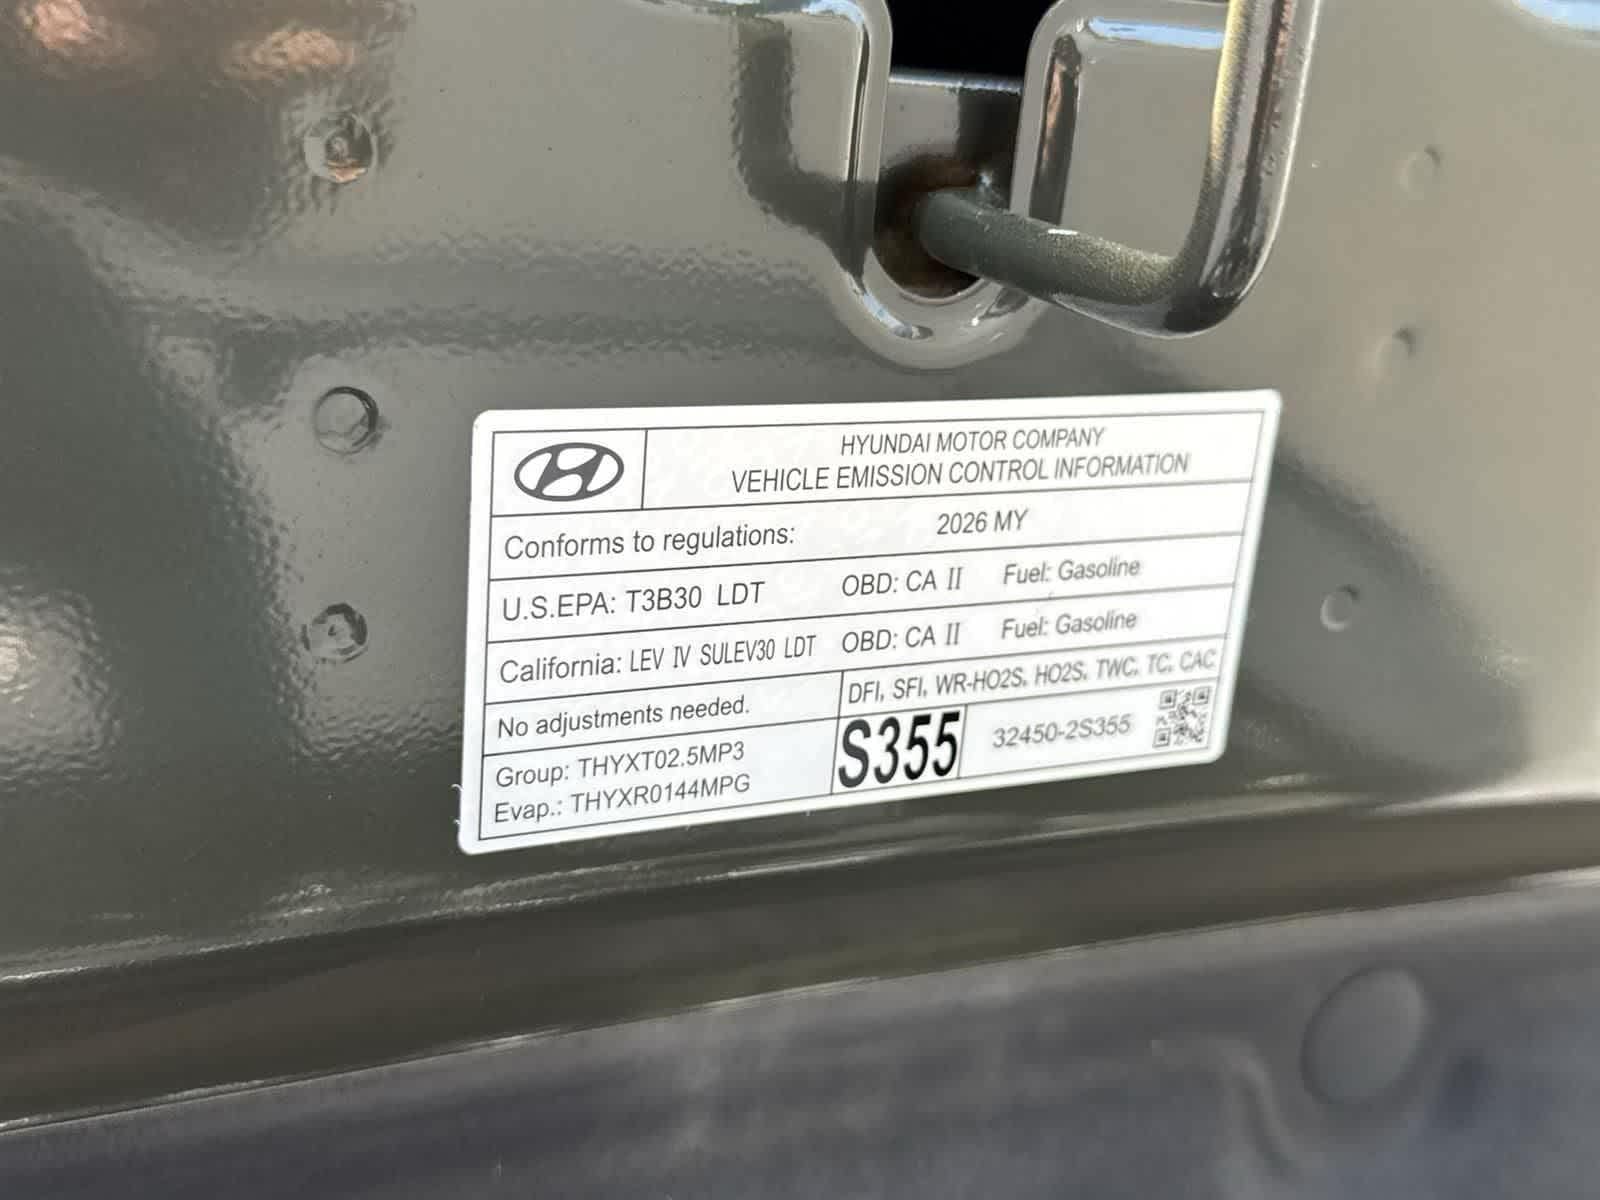 HYUNDAI MOTOR COMPANY
VEHICLE EMISSION CONTROL INFORMATION
Conforms to regulations: 2026 MY
U.S.EPA: T3B30 LDT OBD: CA II Fuel: Gasoline
California: LEV IV SULEV30 LDT OBD: CA II Fuel: Gasoline
No adjustments needed.
DFI, SFI, WR-HO2S, HO2S, TWC, TC, CAC
Group: THYXT02.5MP3
Evap.: THYXR0144MPG
S355
32450-2S355